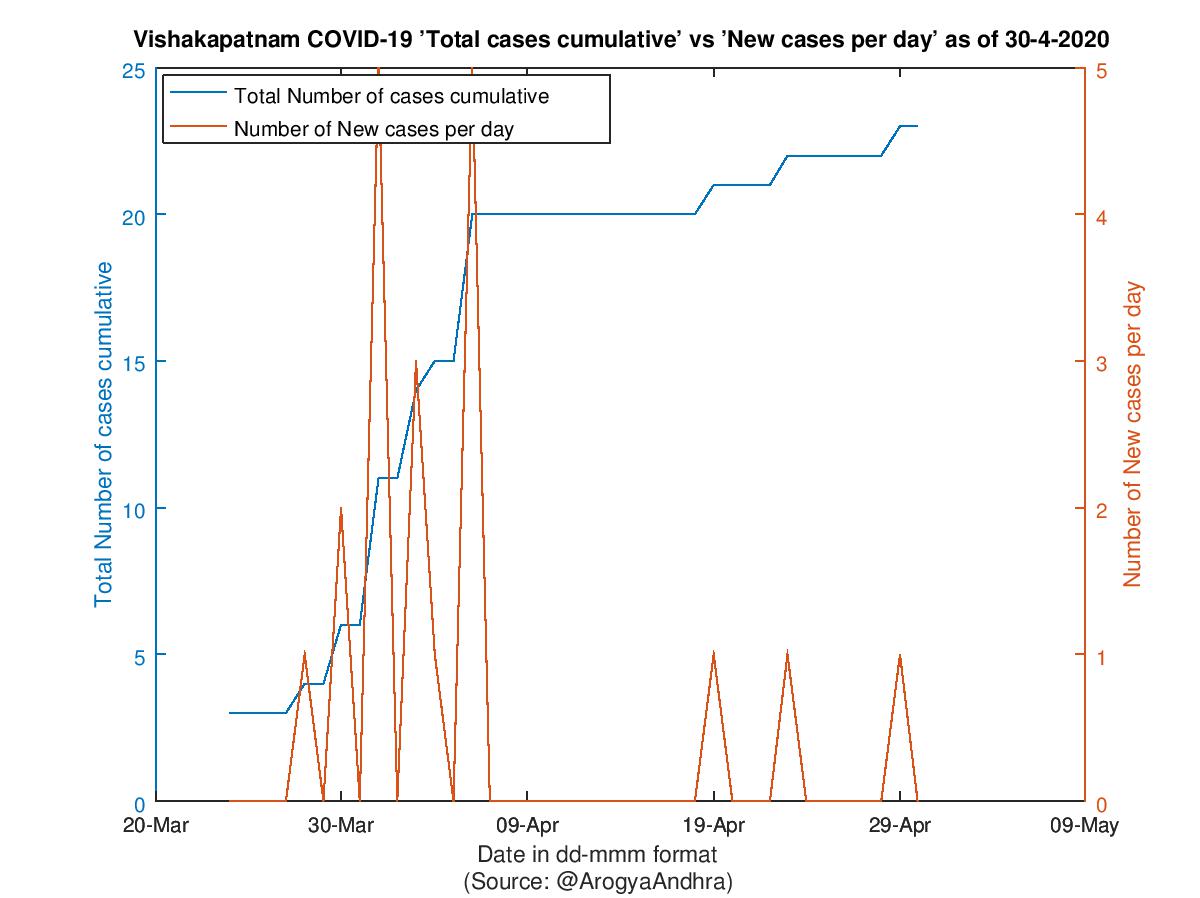 Vishakapatnam COVID-19 ’Total cases cumulative’ vs ’New cases per day’ as of 30-4-2020
Total Number of cases cumulative
Number of New cases per day
25
20
15
10
5
0
Total Number of cases cumulative
5
4
3
2
1
0
Number of New cases per day
20-Mar 30-Mar 09-Apr 19-Apr 29-Apr 09-May
Date in dd-mmm format
(Source: @ArogyaAndhra)